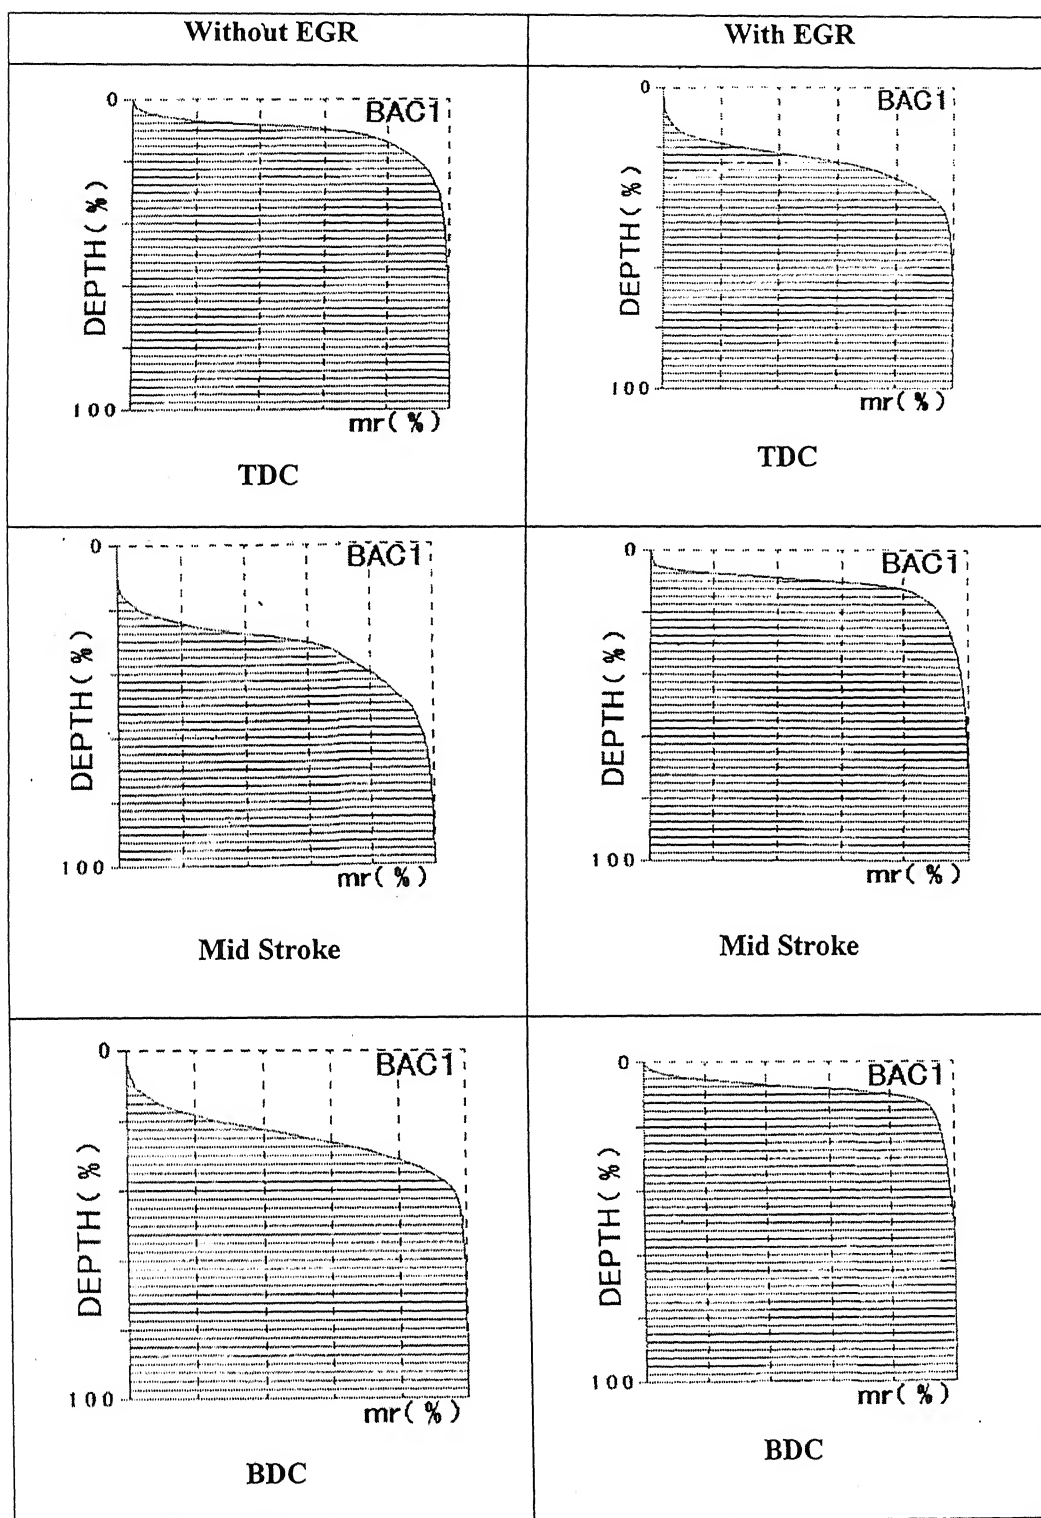 Without EGR
With EGR
0
BAC1
DEPTH(%)
100
mr(%)
TDC
0
BAC1
DEPTH(%)
100
mr(%)
TDC
0
BAC1
DEPTH(%)
100
mr(%)
Mid Stroke
0
BAC1
DEPTH(%)
100
mr(%)
Mid Stroke
0
BAC1
DEPTH(%)
100
mr(%)
BDC
0
BAC1
DEPTH(%)
100
mr(%)
BDC